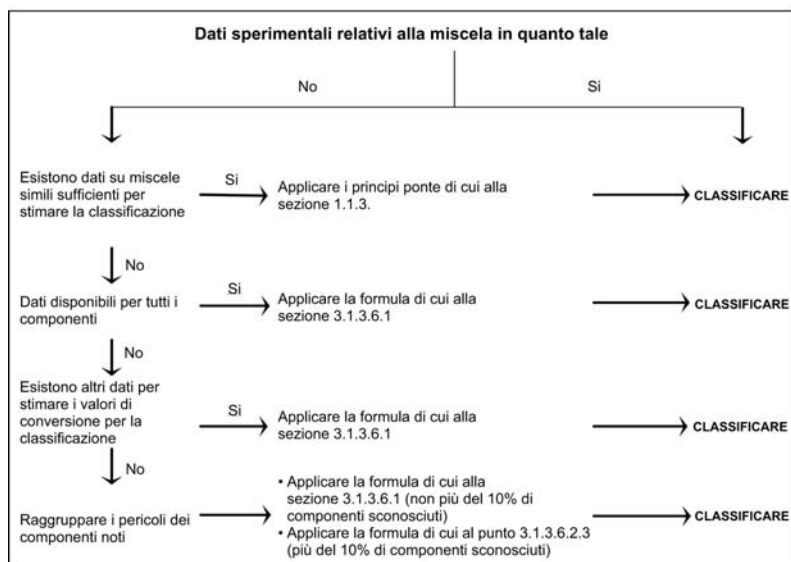 Dati sperimentali relativi alla miscela in quanto tale
No
Si
Esistono dati su miscele
simili sufficienti per
stimare la classificazione
Si
Applicare i principi ponte di cui alla
sezione 1.1.3.
CLASSIFICARE
No
Dati disponibili per tutti i
componenti
Si
Applicare la formula di cui alla
sezione 3.1.3.6.1
CLASSIFICARE
No
Esistono altri dati per
stimare i valori di
conversione per la
classificazione
Si
Applicare la formula di cui alla
sezione 3.1.3.6.1
CLASSIFICARE
No
Raggruppare i pericoli dei
componenti noti
• Applicare la formula di cui alla
sezione 3.1.3.6.1 (non più del 10% di
componenti sconosciuti)
• Applicare la formula di cui al punto 3.1.3.6.2.3
(più del 10% di componenti sconosciuti)
CLASSIFICARE